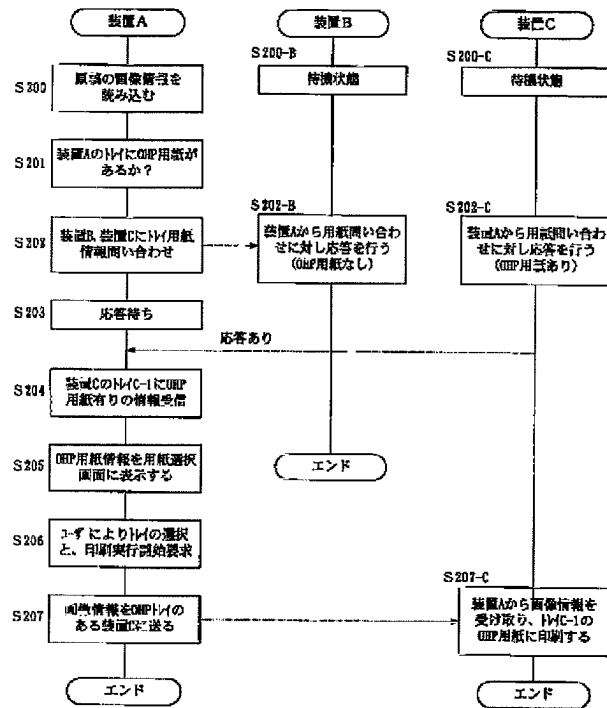 装置A
装置B
装置C
S200
原稿の画像情報を
読み込む
S200-B
待機状態
S200-C
待機状態
S201
装置AのトレイにOHP用紙が
あるか?
S202
装置B,装置Cにトレイ用紙
情報問い合わせ
S202-B
装置Aから用紙問い合わ
せに対し応答を行う
(OHP用紙なし)
S202-C
装置Aから用紙問い合わ
せに対し応答を行う
(OHP用紙あり)
S203
応答待ち
応答あり
S204
装置CのトレイC-1にOHP
用紙有りの情報受信
S205
OHP用紙情報を用紙選択
画面に表示する
エンド
S206
ユーザによりトレイの選択
と、印刷実行開始要求
S207
画像情報をOHPトレイの
ある装置Cに送る
S207-C
装置Aから画像情報を
受け取り、トレイC-1の
OHP用紙に印刷する
エンド
エンド